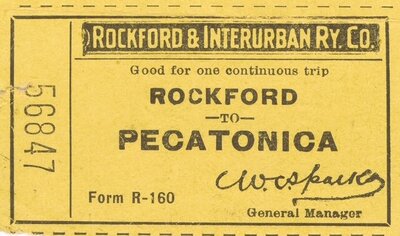 ROCKFORD & INTERURBAN RY. CO.
Good for one continuous trip
ROCKFORD
—TO—
PECATONICA
56847
Form R-160
General Manager